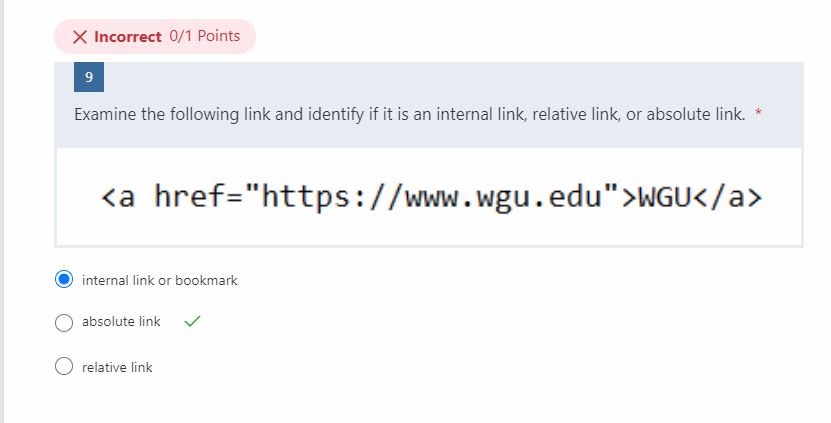 Incorrect 0/1 Points
9
Examine the following link and identify if it is an internal link, relative link, or absolute link. *
<a href="https://www.wgu.edu">WGU</a>
internal link or bookmark
absolute link
relative link